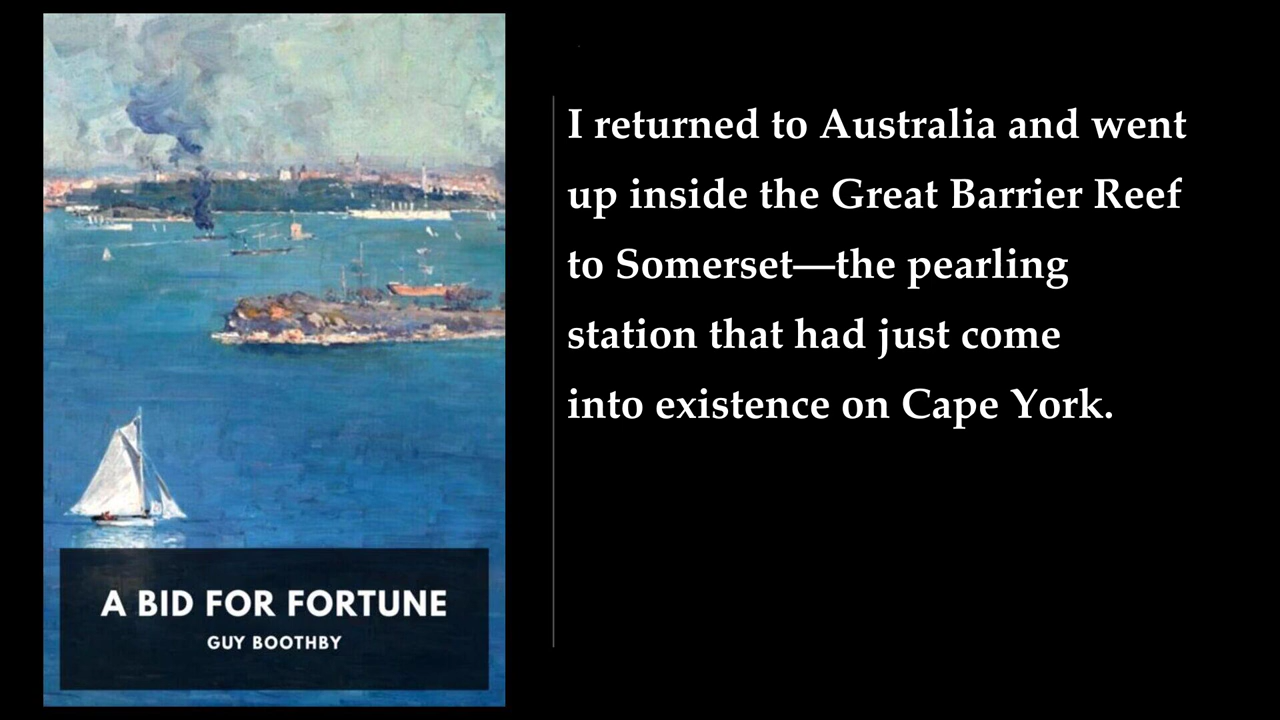 A BID FOR FORTUNE
GUY BOOTHBY
I returned to Australia and went
up inside the Great Barrier Reef
to Somerset—the pearling
station that had just come
into existence on Cape York.